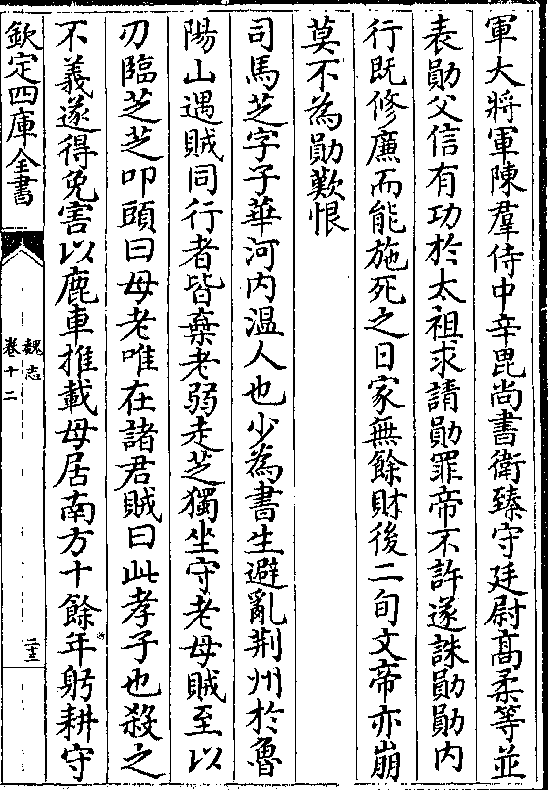 軍大將軍陳羣侍中辛毘尚書衛臻守廷尉髙柔等並
表勛父信有功於太祖求請勛罪帝不許遂誅勛勛内
行既修廉而能施死之日家無餘財後二旬文帝亦崩
莫不為勛歎恨
司馬芝字子華河内温人也少為書生避亂荆州於魯
陽山遇賊同行者皆棄老弱走芝獨坐守老母賊至以
刃臨芝芝叩頭曰母老唯在諸君賊曰此孝子也殺之
不義遂得免害以鹿車推載母居南方十餘年躬耕守
欽定四庫全書
魏志
卷十二
二十三